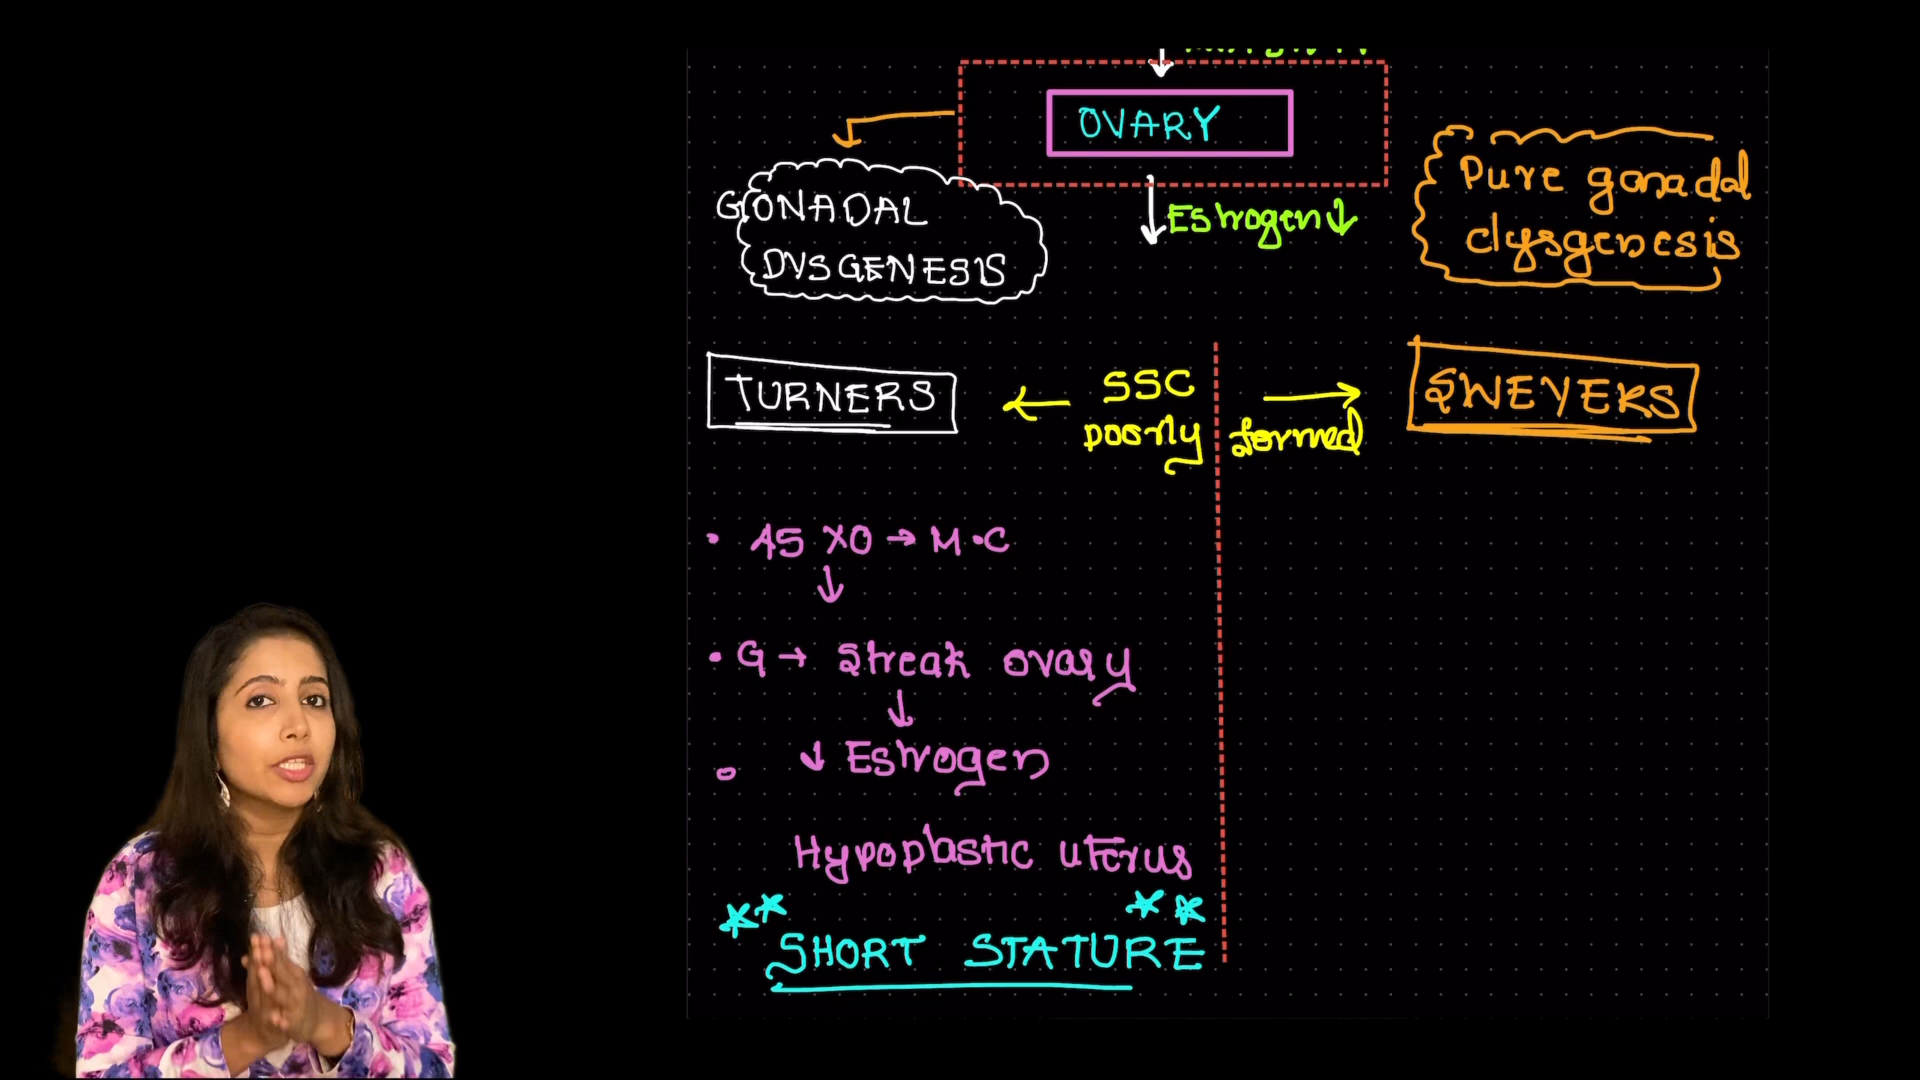 OVARY
Estrogen↓
GONADAL
DYSGENESIS
Pure gonadal
dysgenesis
TURNERS
← SSC →
poorly formed
SWEYERS
• 45 XO → M.C
↓
• G → Streak ovary
↓
↓ Estrogen
Hypoplastic uterus
SHORT STATURE